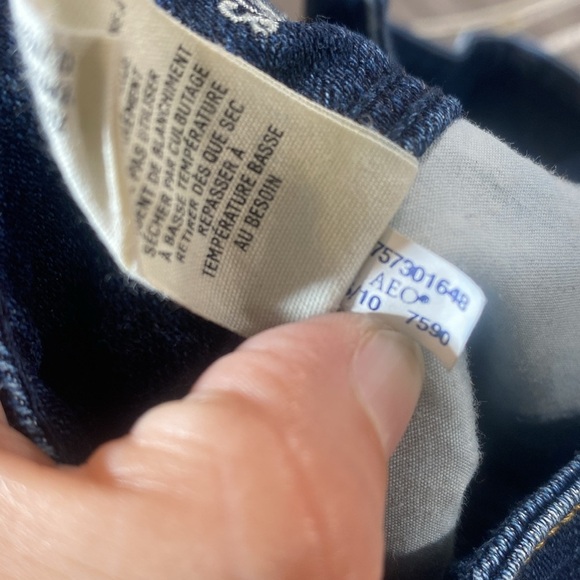 PAS UTILISER
DE BLANCHIMENT
SÉCHER PAR CULBUTAGE
À BASSE TEMPÉRATURE
RETIRER DÈS QUE SEC
REPASSER À
TEMPÉRATURE BASSE
AU BESOIN
757301648
AEO®
/10 7590